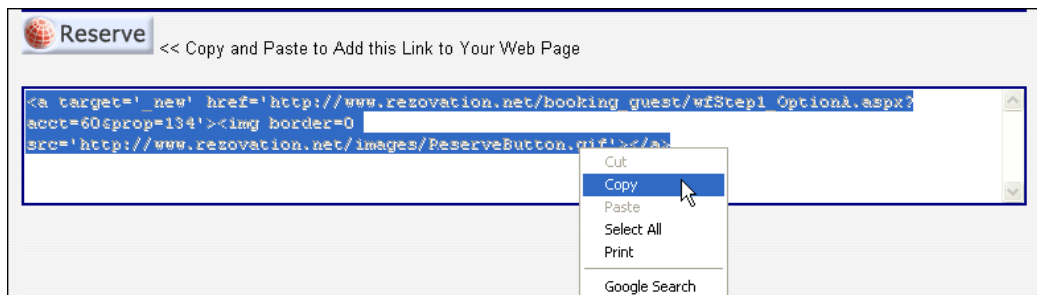 Reserve << Copy and Paste to Add this Link to Your Web Page
<a target='_new' href='http://www.rezovation.net/booking_guest/wfStep1_OptionA.aspx?
acct=60&prop=134'><img border=0
src='http://www.rezovation.net/images/ReserveButton.gif'></a>
Cut
Copy
Paste
Select All
Print
Google Search